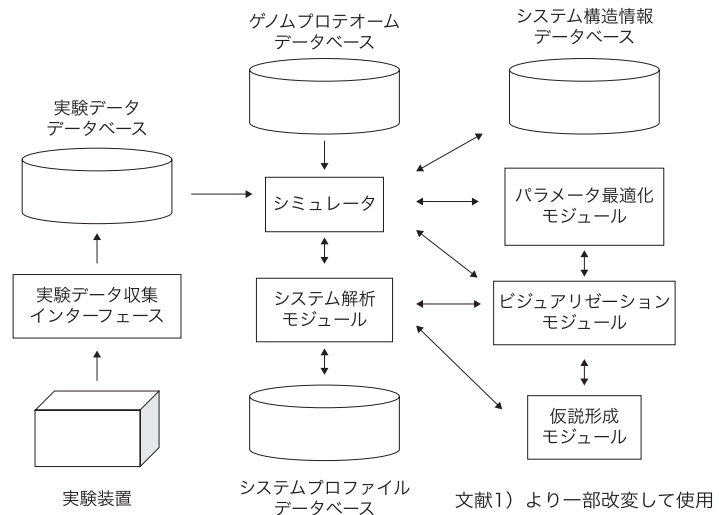 ゲノムプロテオーム
データベース
システム構造情報
データベース
実験データ
データベース
シミュレータ
パラメータ最適化
モジュール
実験データ収集
インターフェース
システム解析
モジュール
ビジュアリゼーション
モジュール
仮説形成
モジュール
実験装置
システムプロファイル
データベース
文献1）より一部改変して使用